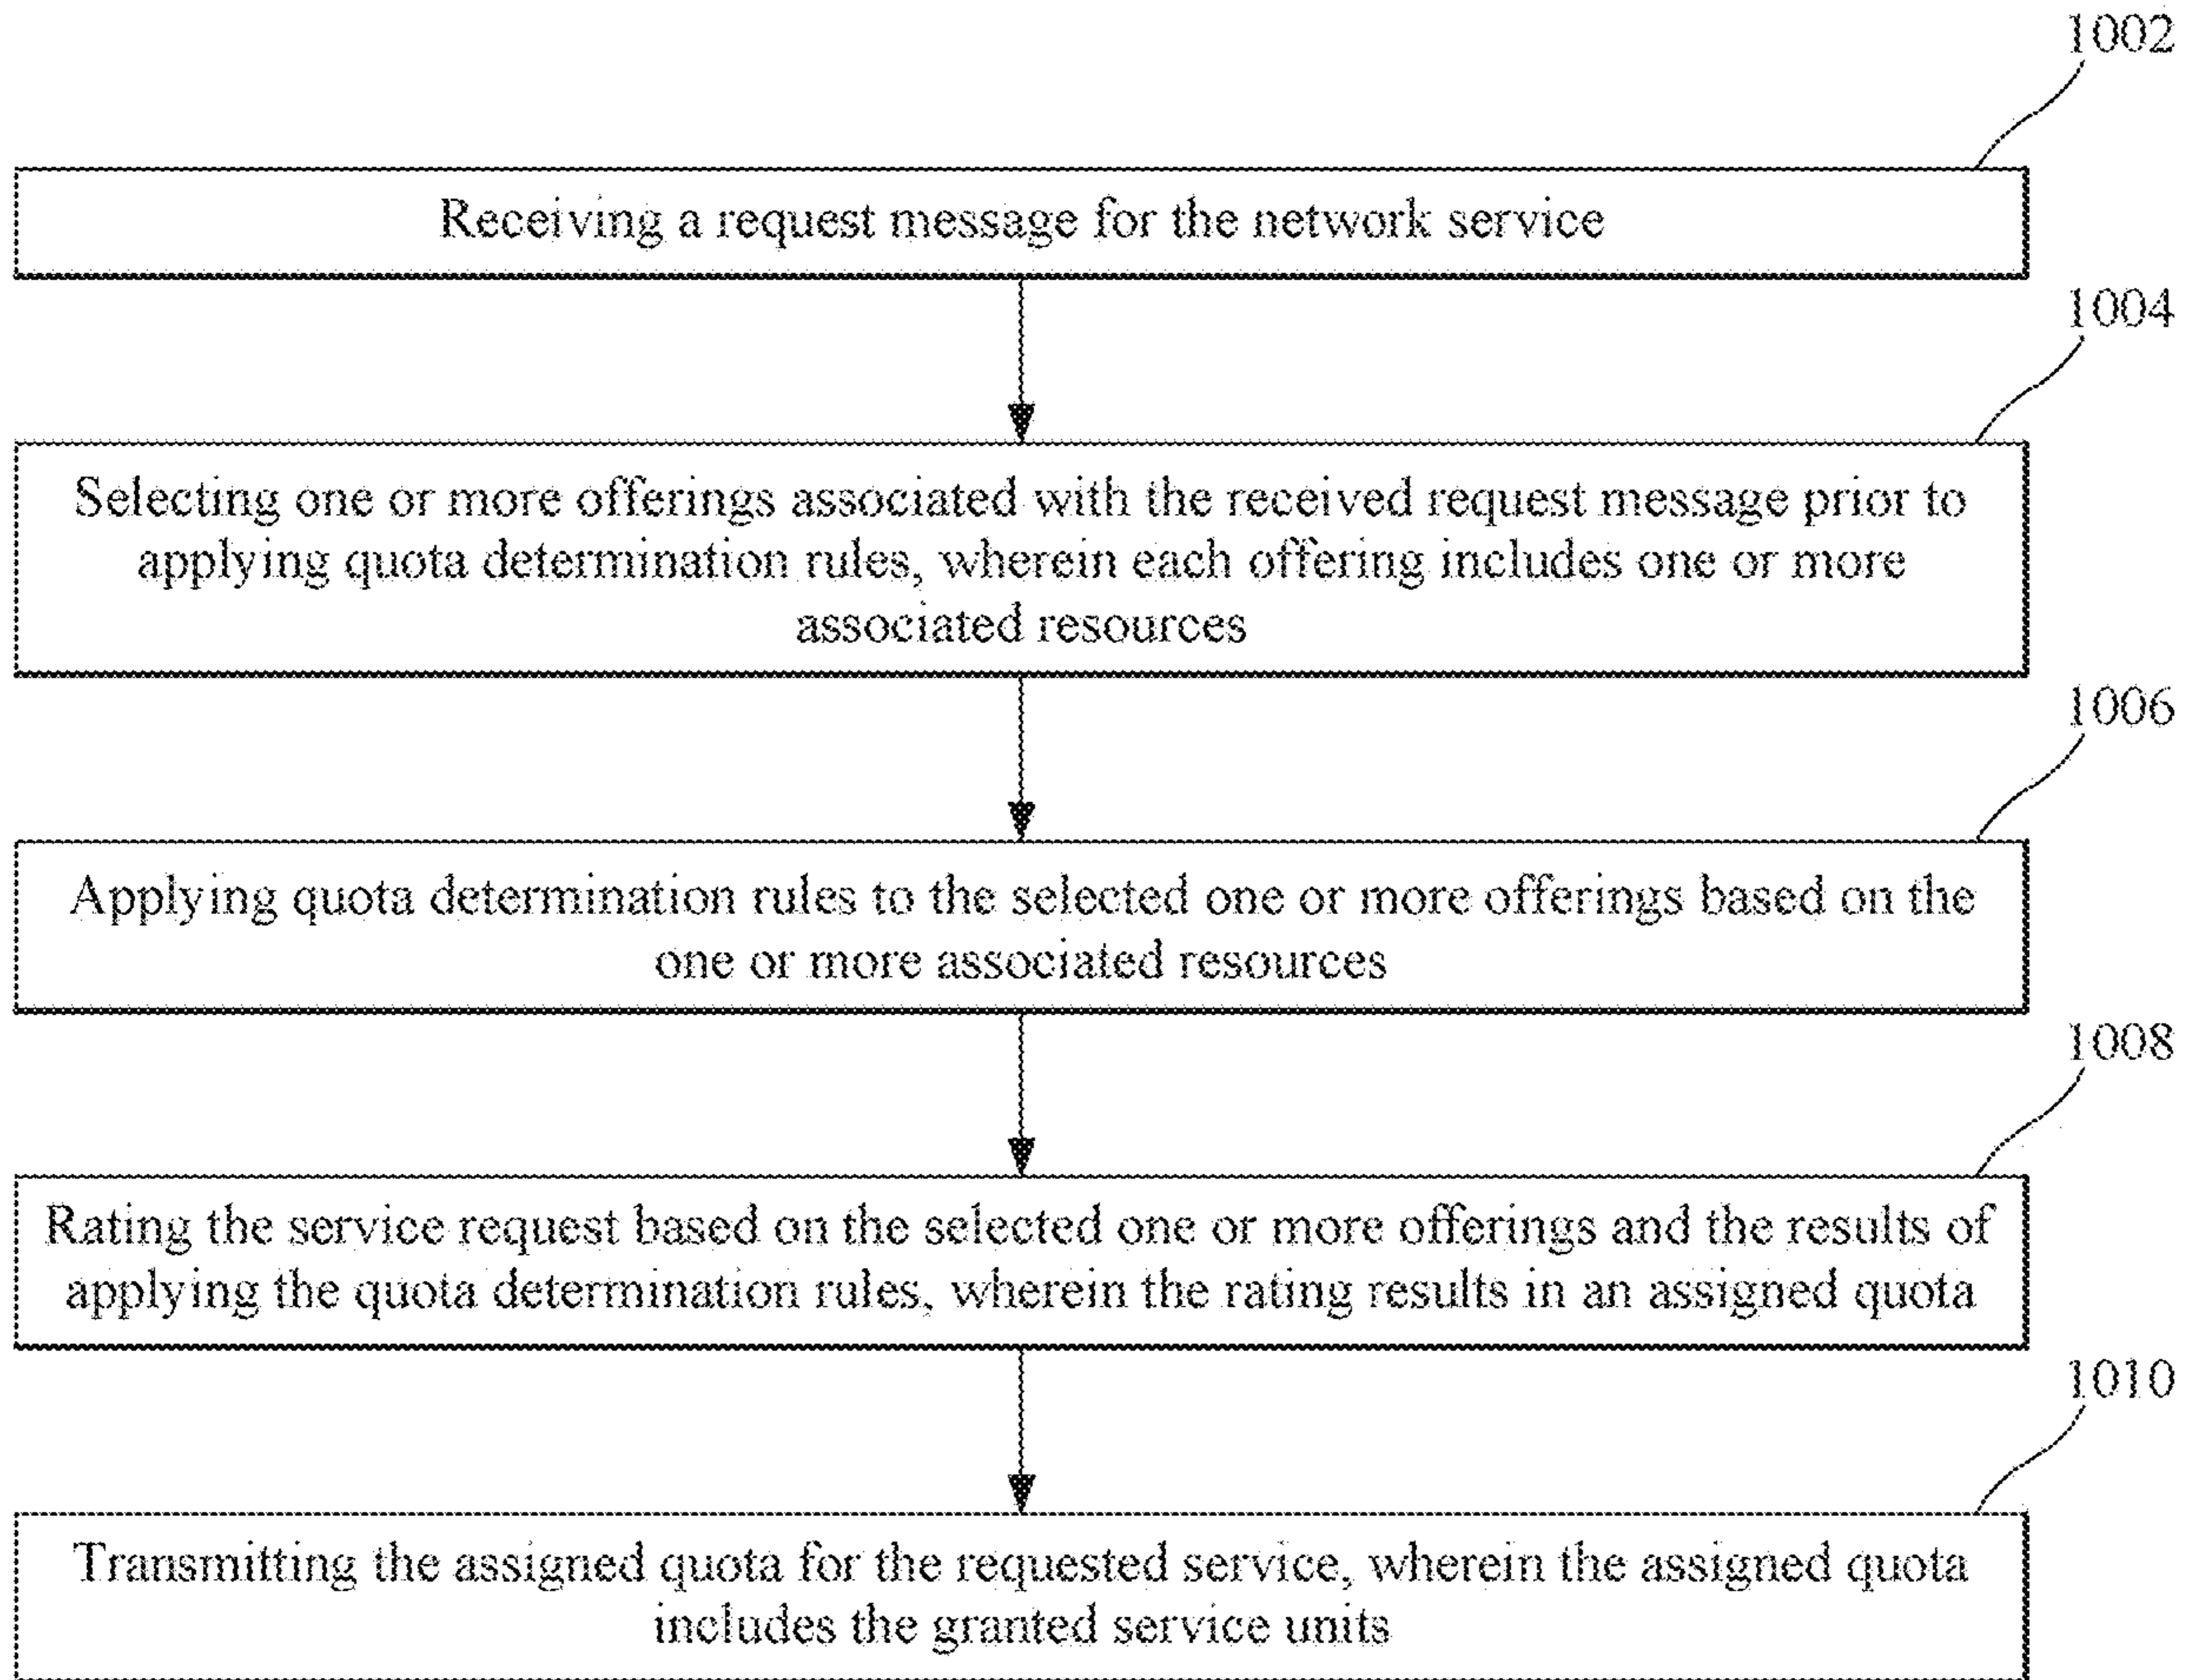 1002
Receiving a request message for the network service
1004
Selecting one or more offerings associated with the received request message prior to
applying quota determination rules, wherein each offering includes one or more
associated resources
1006
Applying quota determination rules to the selected one or more offerings based on the
one or more associated resources
1008
Rating the service request based on the selected one or more offerings and the results of
applying the quota determination rules, wherein the rating results in an assigned quota
1010
Transmitting the assigned quota for the requested service, wherein the assigned quota
includes the granted service units